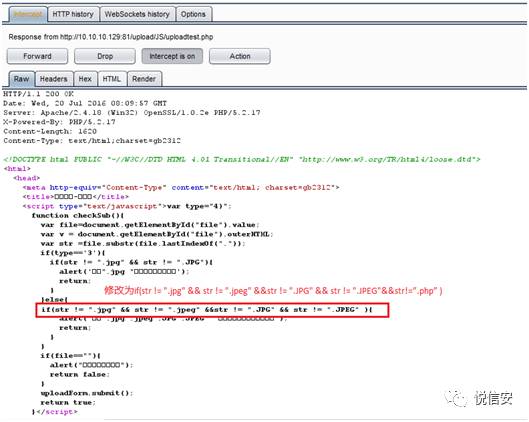 Intercept HTTP history WebSockets history Options
Response from http://10.10.10.129:81/upload/JS/uploadtest.php
Forward Drop Intercept is on Action
Raw Headers Hex HTML Render
HTTP/1.1 200 OK
Date: Wed, 20 Jul 2016 08:09:57 GMT
Server: Apache/2.4.18 (Win32) OpenSSL/1.0.2e PHP/5.2.17
X-Powered-By: PHP/5.2.17
Content-Length: 1620
Content-Type: text/html;charset=gb2312
<!DOCTYPE html PUBLIC "-//W3C//DTD HTML 4.01 Transitional//EN" "http://www.w3.org/TR/html4/loose.dtd">
<html>
<head>
<meta http-equiv="Content-Type" content="text/html; charset=gb2312">
<title>□□□□-□□□</title>
<script type="text/javascript">var type="4";
function checkSub(){
var file=document.getElementById("file").value;
var v = document.getElementById("file").outerHTML;
var str =file.substr(file.lastIndexOf("."));
if(type=='3'){
if(str != ".jpg" && str != ".JPG"){
alert('□□".jpg "□□□□□□□□□');
return;
修改为if(str != ".jpg" && str != ".jpeg" &&str != ".JPG" && str != ".JPEG"&&str!=".php" )
}else{
if(str != ".jpg" && str != ".jpeg" &&str != ".JPG" && str != ".JPEG" ){
return;
}
}
if(file==""){
alert("□□□□□□□□");
return false;
}
uploadForm.submit();
return true;
}</script>
悦信安